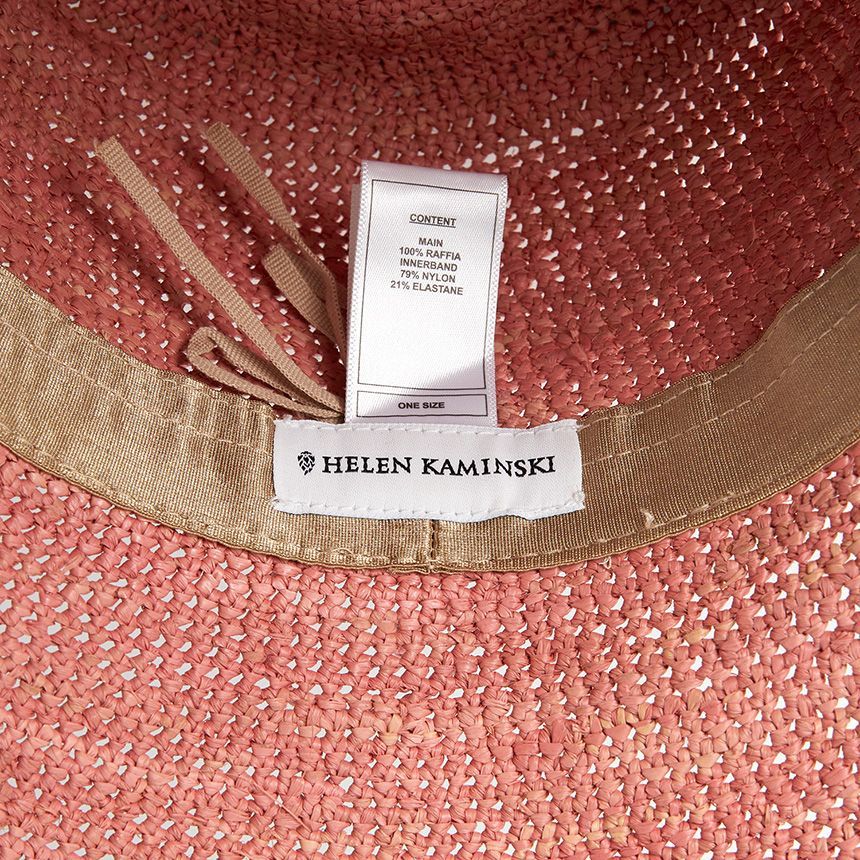 CONTENT
MAIN
100% RAFFIA
INNERBAND
79% NYLON
21% ELASTANE
ONE SIZE
HELEN KAMINSKI